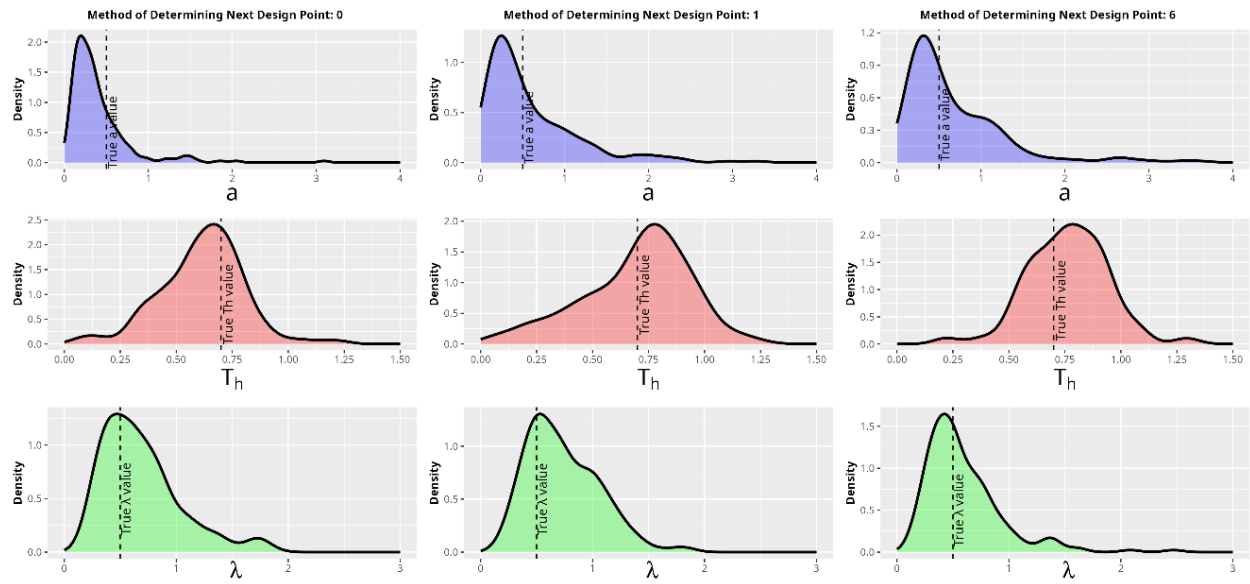 Method of Determining Next Design Point: 0
Density
2.0
1.5
1.0
0.5
0.0
True a value
0 1 2 3 4
a
Method of Determining Next Design Point: 1
Density
1.0
0.5
0.0
True a value
0 1 2 3 4
a
Method of Determining Next Design Point: 6
Density
1.2
0.9
0.6
0.3
0.0
True a value
0 1 2 3 4
a
Density
2.5
2.0
1.5
1.0
0.5
0.0
True Th value
0.00 0.25 0.50 0.75 1.00 1.25 1.50
Th
Density
2.0
1.5
1.0
0.5
0.0
True Th value
0.00 0.25 0.50 0.75 1.00 1.25 1.50
Th
Density
2.0
1.5
1.0
0.5
0.0
True Th value
0.00 0.25 0.50 0.75 1.00 1.25 1.50
Th
Density
1.0
0.5
0.0
True λ value
0 1 2 3
λ
Density
1.0
0.5
0.0
True λ value
0 1 2 3
λ
Density
1.5
1.0
0.5
0.0
True λ value
0 1 2 3
λ